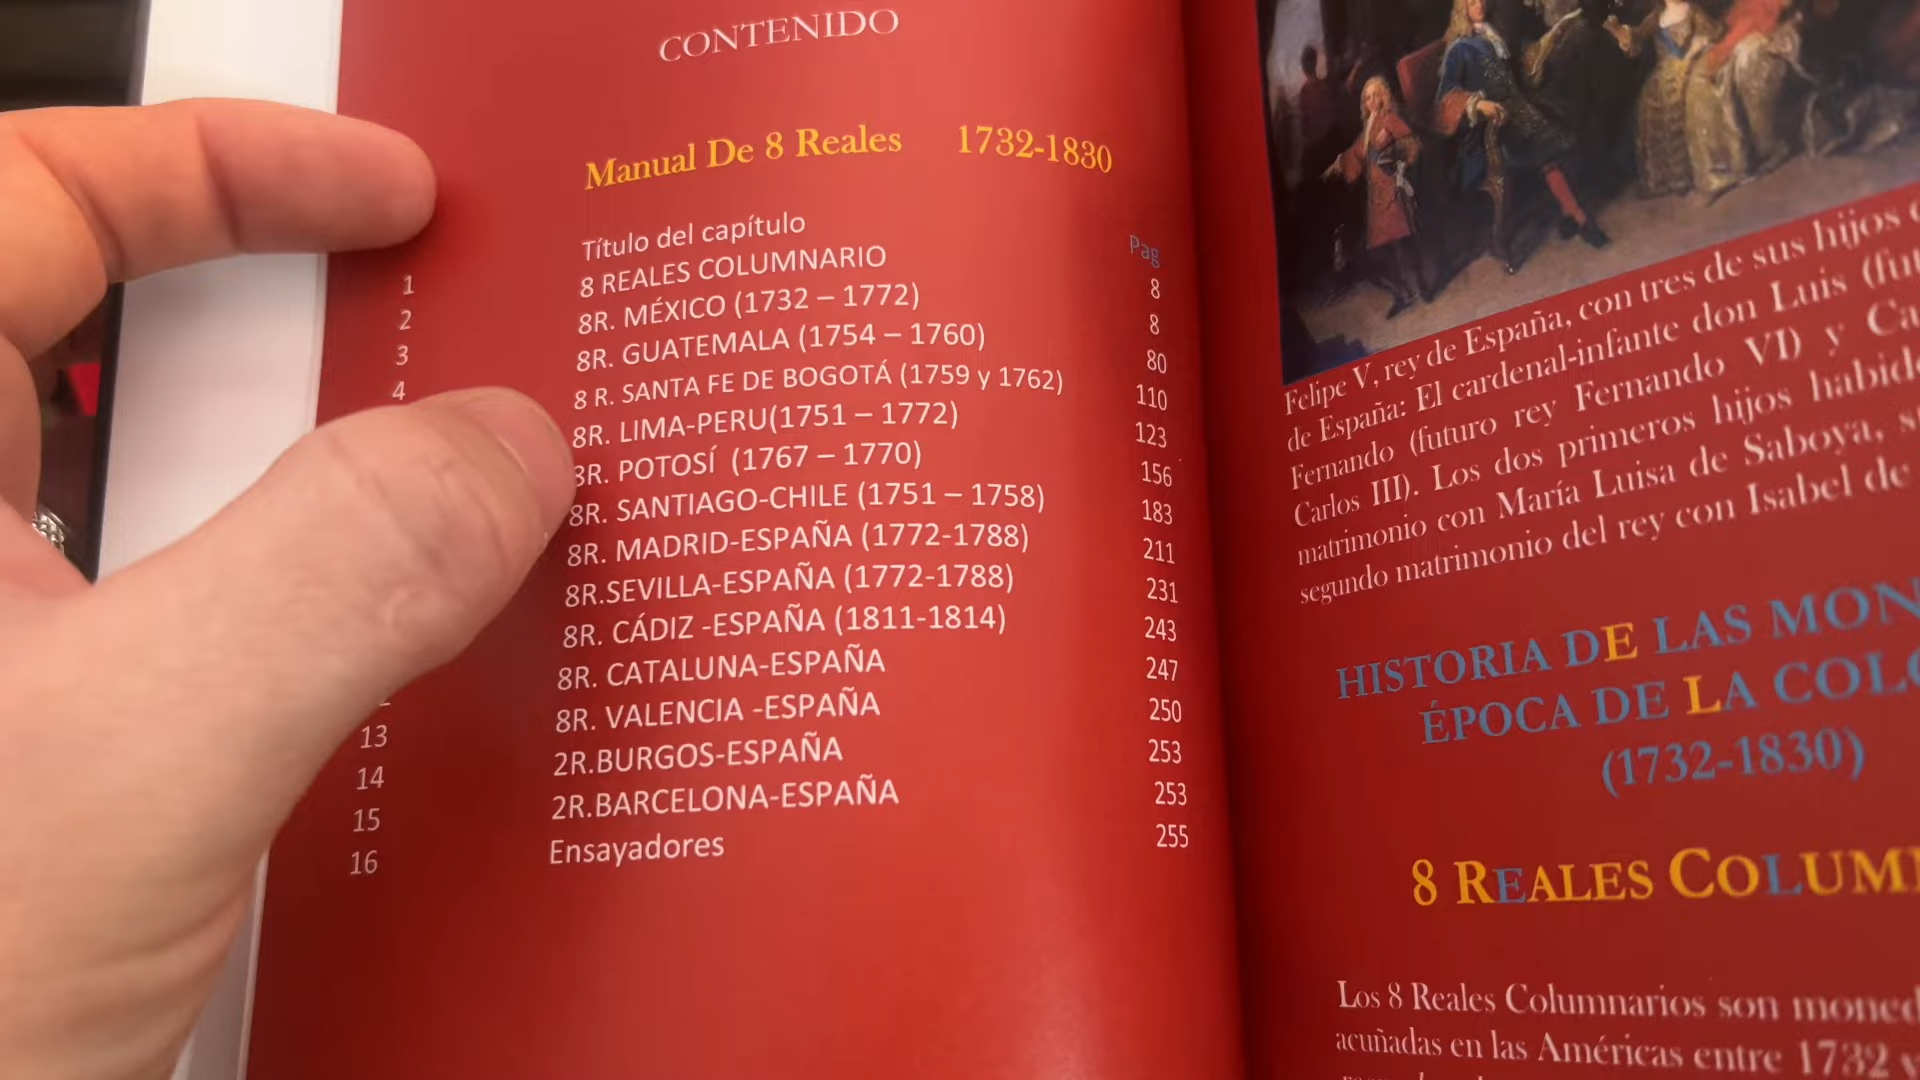 CONTENIDO
Manual De 8 Reales 1732-1830
Título del capítulo Pag
1 8 REALES COLUMNARIO 8
2 8R. MÉXICO (1732 – 1772) 8
3 8R. GUATEMALA (1754 – 1760) 80
4 8 R. SANTA FE DE BOGOTÁ (1759 y 1762) 110
8R. LIMA-PERU(1751 – 1772) 123
8R. POTOSÍ (1767 – 1770) 156
8R. SANTIAGO-CHILE (1751 – 1758) 183
8R. MADRID-ESPAÑA (1772-1788) 211
8R.SEVILLA-ESPAÑA (1772-1788) 231
8R. CÁDIZ -ESPAÑA (1811-1814) 243
8R. CATALUNA-ESPAÑA 247
13 8R. VALENCIA -ESPAÑA 250
14 2R.BURGOS-ESPAÑA 253
15 2R.BARCELONA-ESPAÑA 253
16 Ensayadores 255
Felipe V, rey de España, con tres de sus hijos
de España: El cardenal-infante don Luis
Fernando (futuro rey Fernando VI) y
Carlos III). Los dos primeros hijos
matrimonio con María Luisa de Saboya,
segundo matrimonio del rey con Isabel de
HISTORIA DE LAS
ÉPOCA DE LA
(1732-1830)
8 REALES
Los 8 Reales Columnarios son
acuñadas en las Américas entre 1732